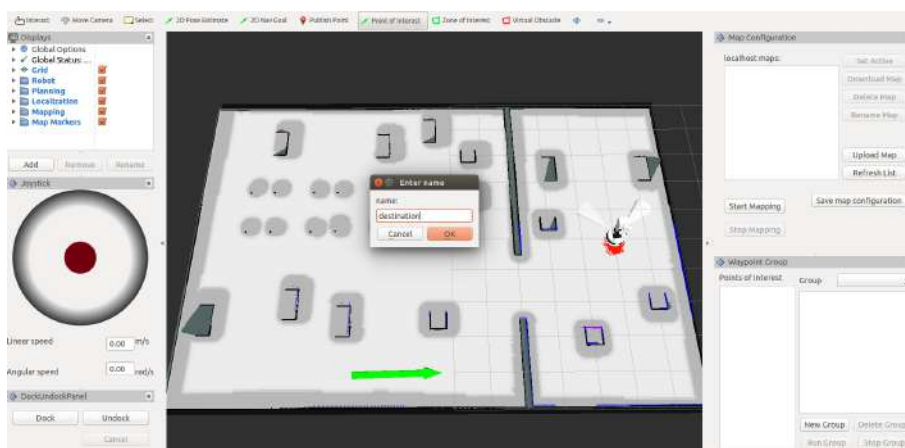 Interact Move Camera Select 2D Pose Estimate 2D Nav Goal Publish Point Point of Interest Zone of Interest Virtual Obstacle
Displays
Global Options
Global Status: ...
Grid
Robot
Planning
Localization
Mapping
Map Markers
Add Remove Rename
Joystick
Linear speed 0.00 m/s
Angular speed 0.00 rad/s
DockUndockPanel
Dock Undock
Cancel
Enter name
name:
destination
Cancel OK
Map Configuration
localhost maps:
Set Active
Download Map
Delete Map
Rename Map
Upload Map
Refresh List
Start Mapping Save map configuration
Stop Mapping
Waypoint Group
Points of Interest Group
New Group Delete Group
Run Group Stop Group